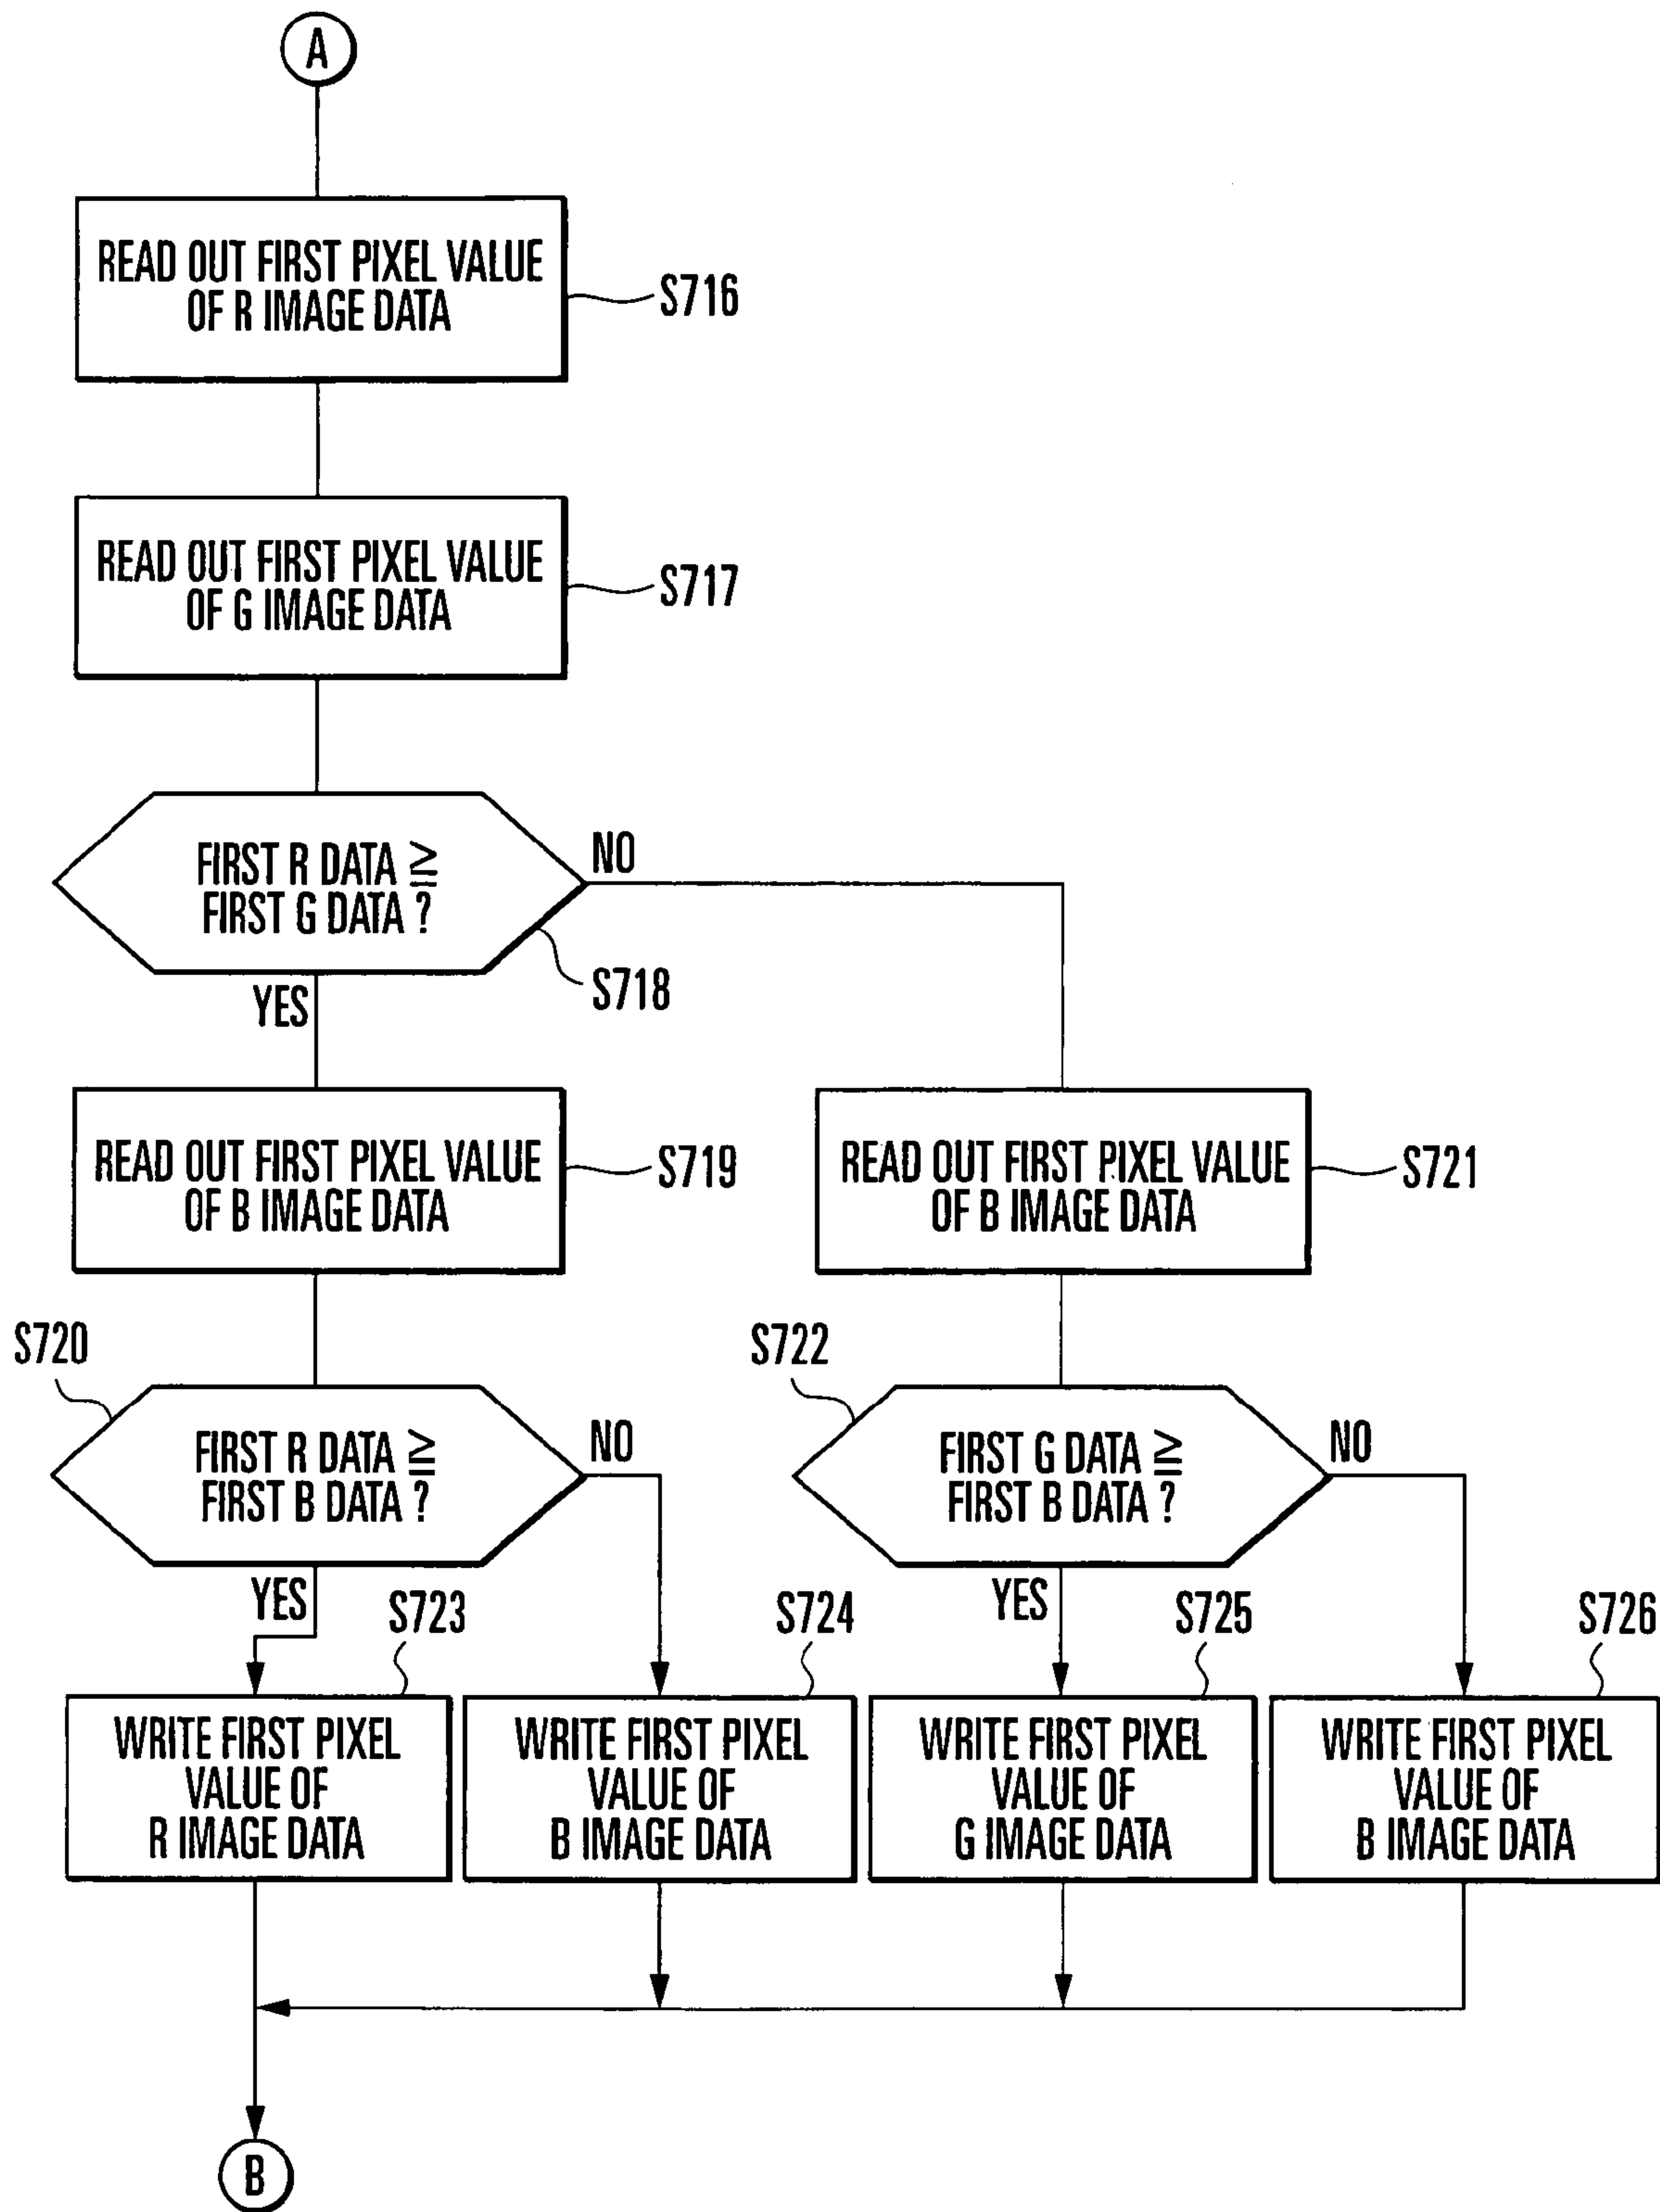 A
READ OUT FIRST PIXEL VALUE
OF R IMAGE DATA
S716
READ OUT FIRST PIXEL VALUE
OF G IMAGE DATA
S717
FIRST R DATA ≧
FIRST G DATA ?
NO
S718
YES
READ OUT FIRST PIXEL VALUE
OF B IMAGE DATA
S719
READ OUT FIRST PIXEL VALUE
OF B IMAGE DATA
S721
S720
FIRST R DATA ≧
FIRST B DATA ?
NO
YES
S722
FIRST G DATA ≧
FIRST B DATA ?
NO
YES
S723
WRITE FIRST PIXEL
VALUE OF
R IMAGE DATA
S724
WRITE FIRST PIXEL
VALUE OF
B IMAGE DATA
S725
WRITE FIRST PIXEL
VALUE OF
G IMAGE DATA
S726
WRITE FIRST PIXEL
VALUE OF
B IMAGE DATA
B